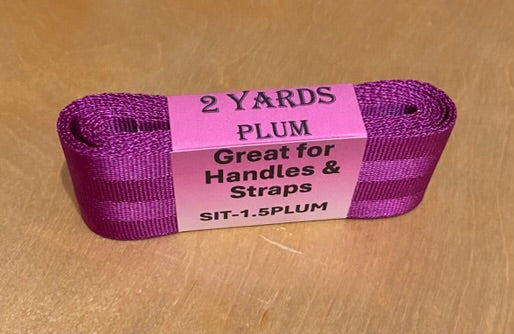 2 YARDS
PLUM
Great for
Handles &
Straps
SIT-1.5PLUM